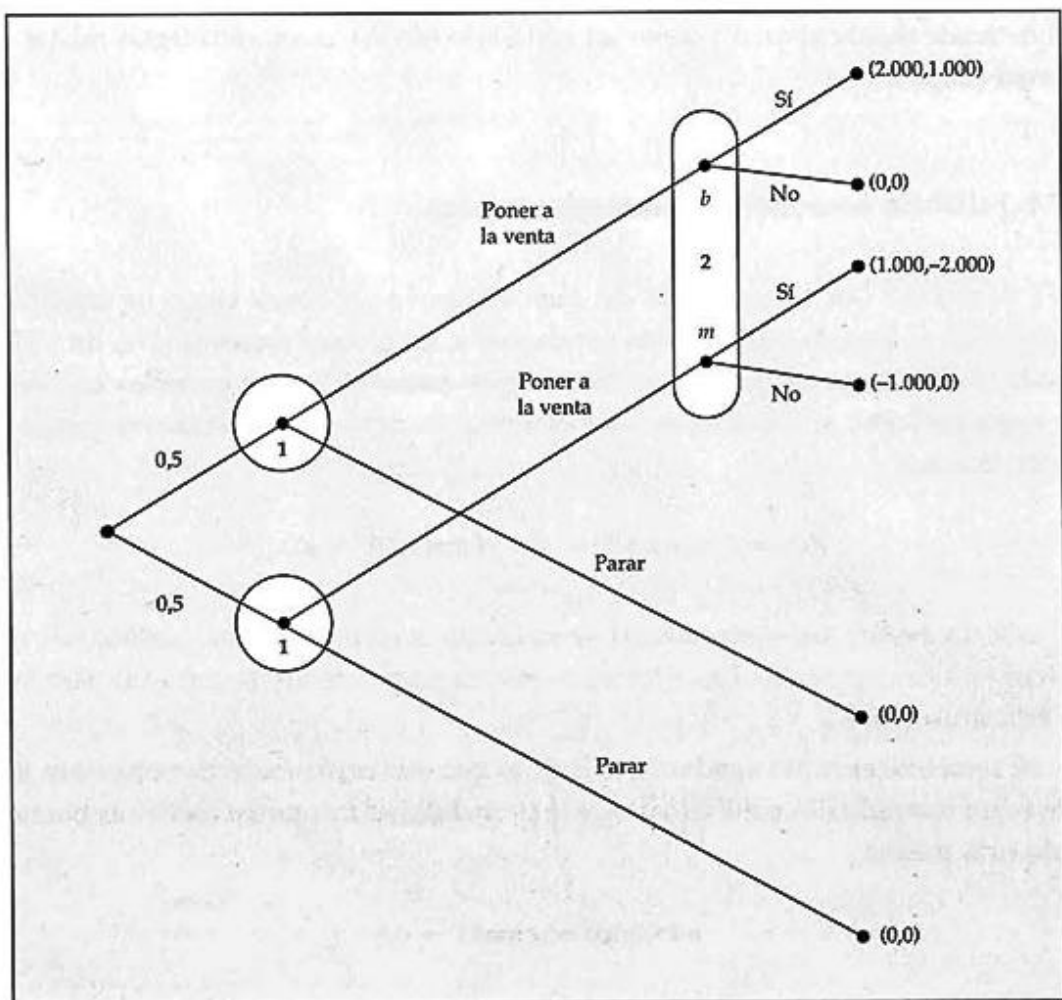 (2.000,1.000)
Sí
No
(0,0)
b
Poner a
la venta
2
(1.000,–2.000)
Sí
m
No
(–1.000,0)
Poner a
la venta
0,5
1
Parar
0,5
1
(0,0)
Parar
(0,0)